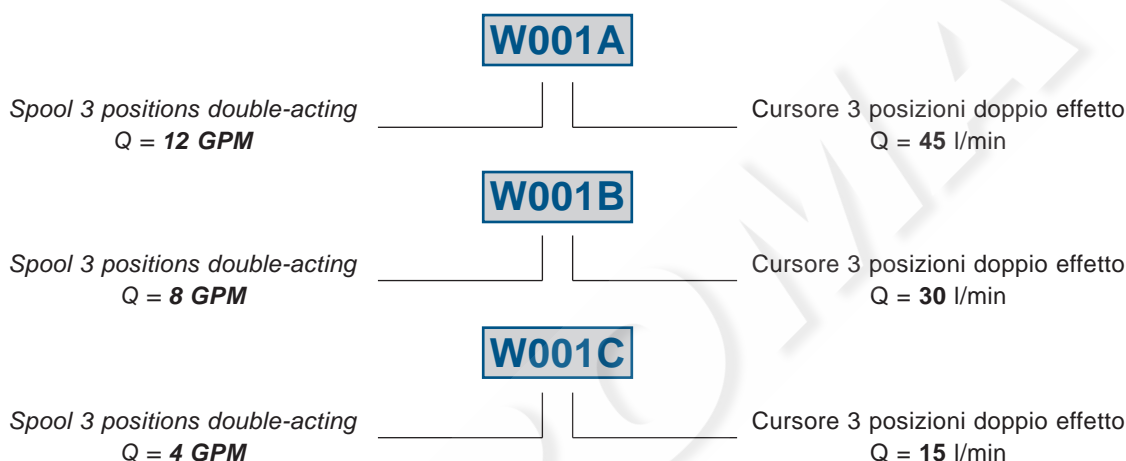 W001A
Spool 3 positions double-acting
Q = 12 GPM
Cursore 3 posizioni doppio effetto
Q = 45 l/min
W001B
Spool 3 positions double-acting
Q = 8 GPM
Cursore 3 posizioni doppio effetto
Q = 30 l/min
W001C
Spool 3 positions double-acting
Q = 4 GPM
Cursore 3 posizioni doppio effetto
Q = 15 l/min